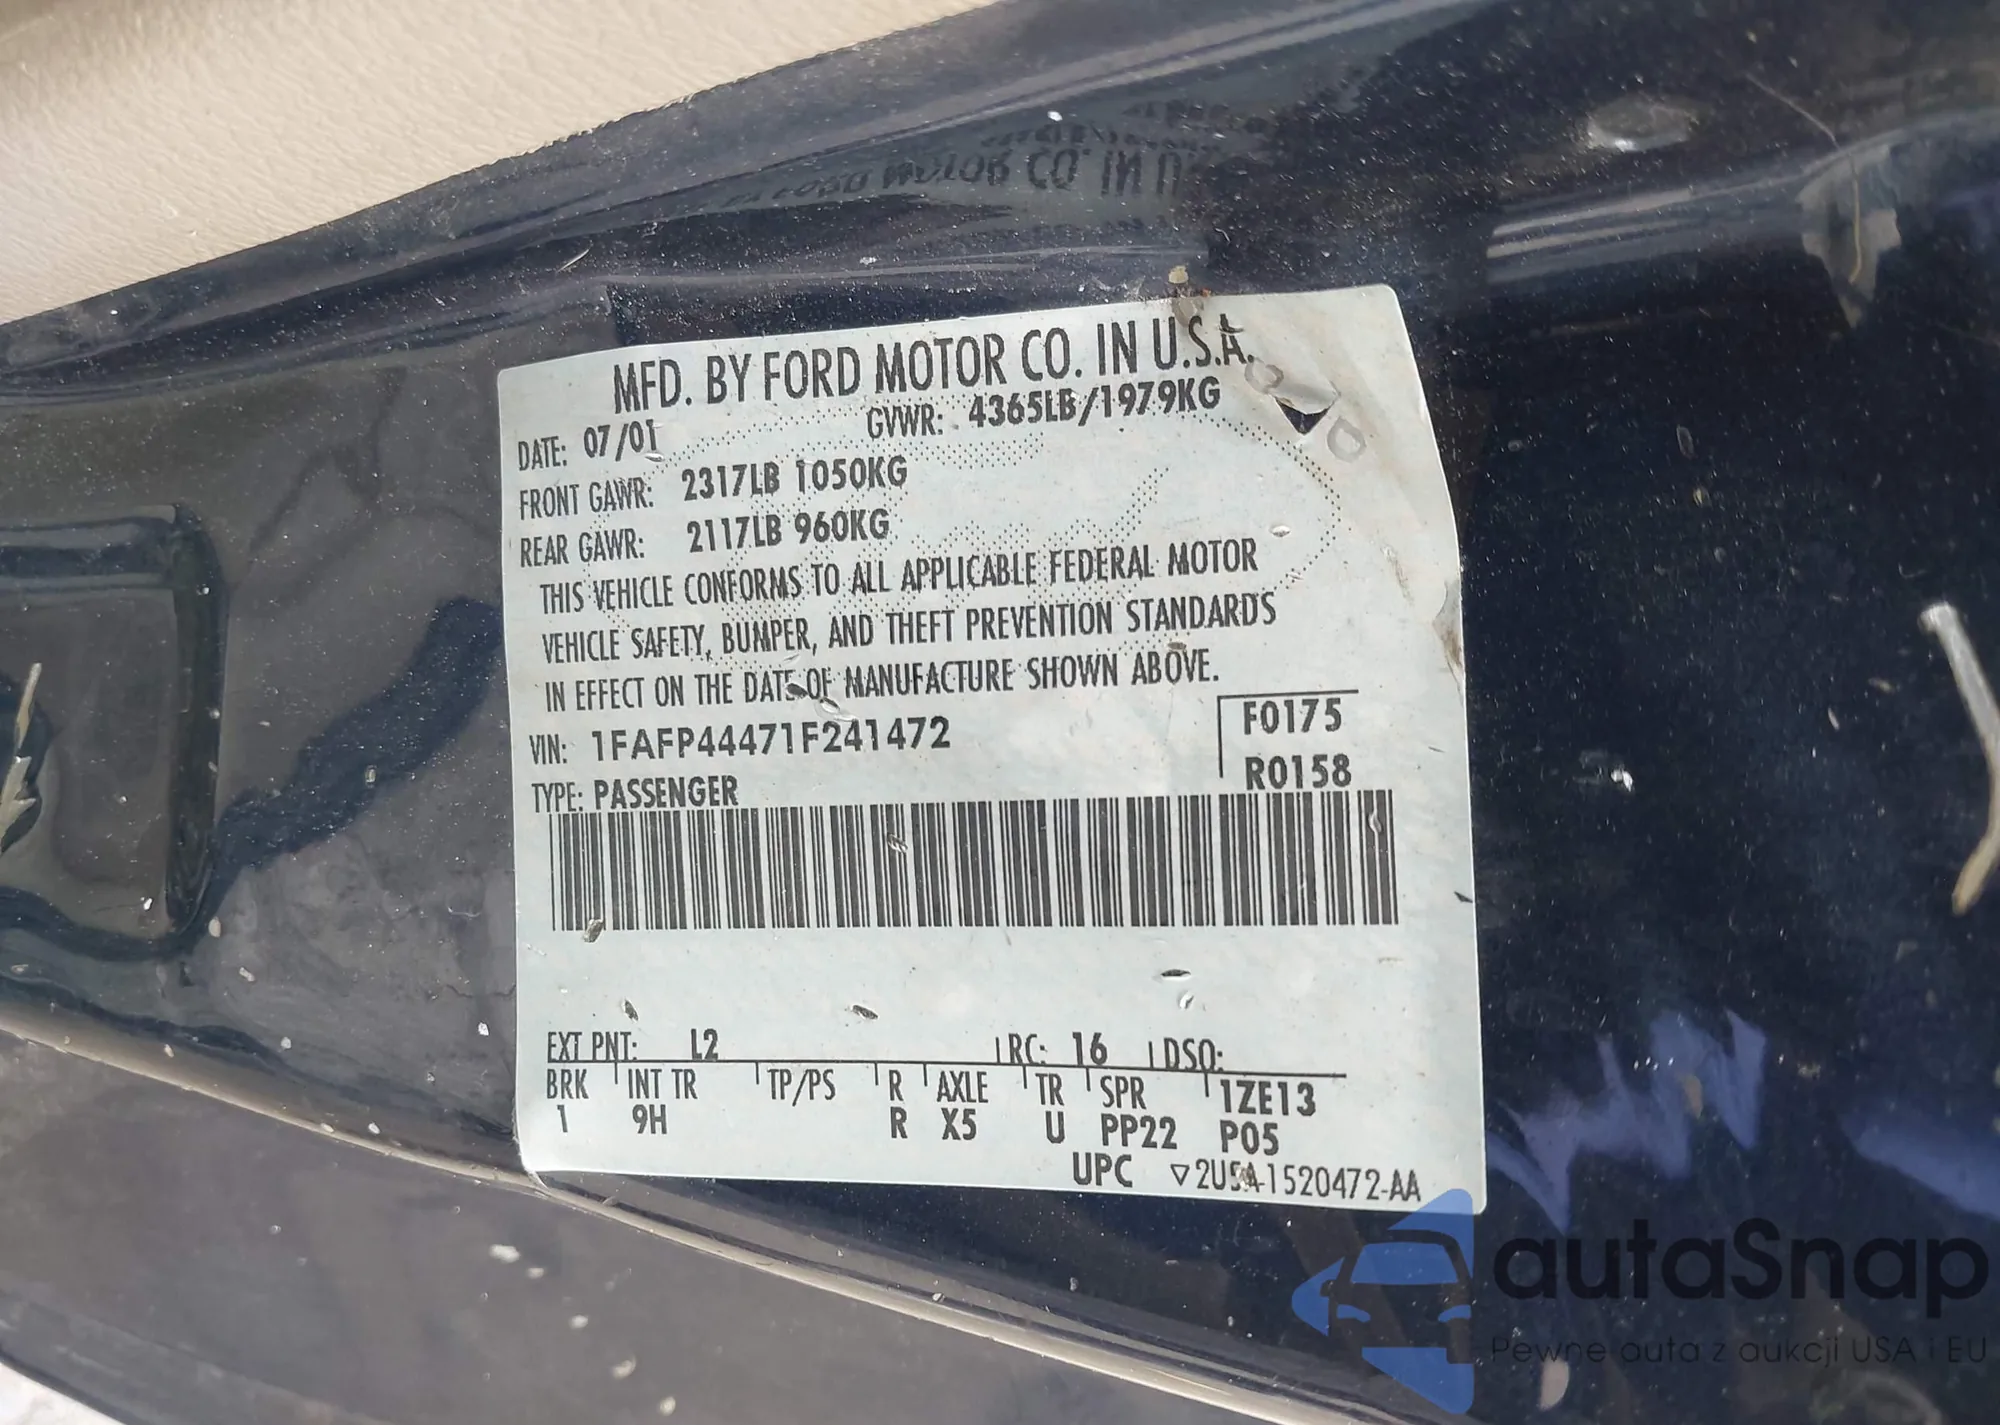 MFD. BY FORD MOTOR CO. IN U.S.A.
DATE: 07/01 GVWR: 4365LB/1979KG
FRONT GAWR: 2317LB 1050KG
REAR GAWR: 2117LB 960KG
THIS VEHICLE CONFORMS TO ALL APPLICABLE FEDERAL MOTOR
VEHICLE SAFETY, BUMPER, AND THEFT PREVENTION STANDARDS
IN EFFECT ON THE DATE OF MANUFACTURE SHOWN ABOVE.
VIN: 1FAFP44471F241472 F0175
TYPE: PASSENGER R0158
EXT PNT: L2 RC: 16 DSO:
BRK INT TR TP/PS R AXLE TR SPR 1ZE13
1 9H R X5 U PP22 P05
UPC ▽2U5A-1520472-AA
autaSnap
Pewne auta z aukcji USA i EU